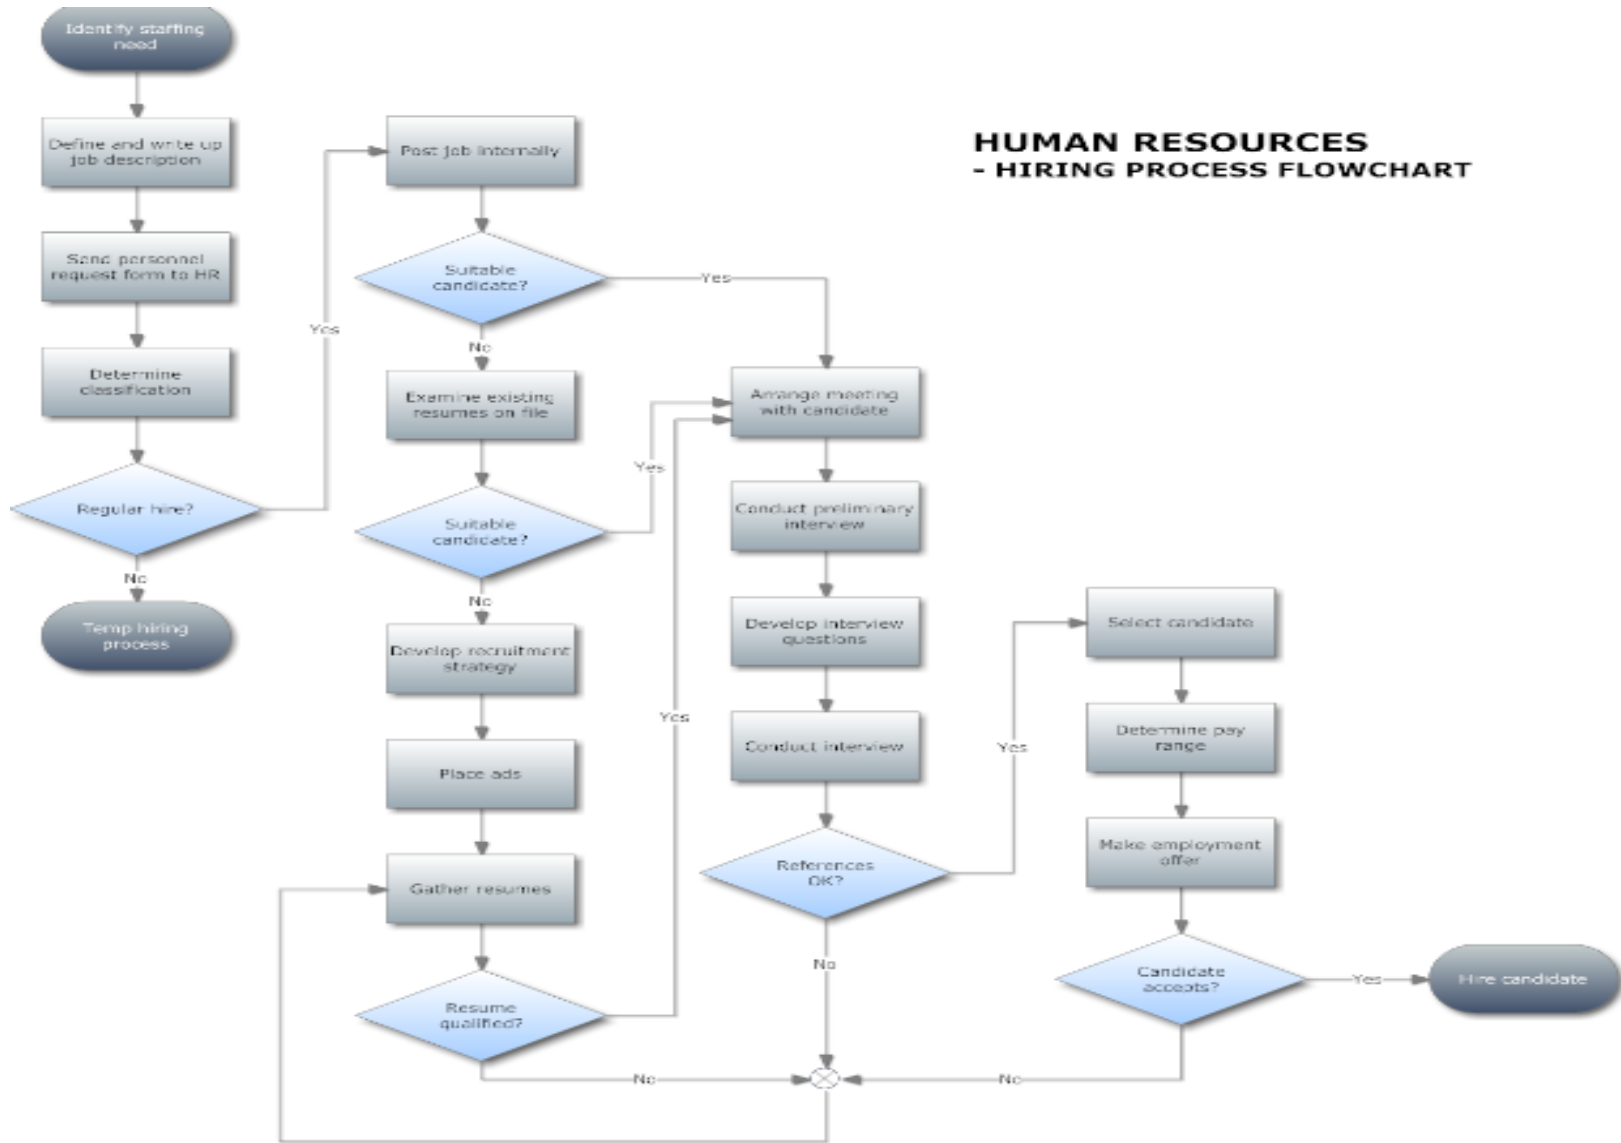 Identify staffing
need
Define and write up
job description
Send personnel
request form to HR
Determine
classification
Regular hire?
Yes
No
Temp hiring
process
Post job internally
Suitable
candidate?
Yes
No
Examine existing
resumes on file
Suitable
candidate?
Yes
No
Develop recruitment
strategy
Place ads
Gather resumes
Resume
qualified?
Yes
No
HUMAN RESOURCES
- HIRING PROCESS FLOWCHART
Arrange meeting
with candidate
Conduct preliminary
interview
Develop interview
questions
Conduct interview
References
OK?
Yes
No
Select candidate
Determine pay
range
Make employment
offer
Candidate
accepts?
Yes
No
Hire candidate